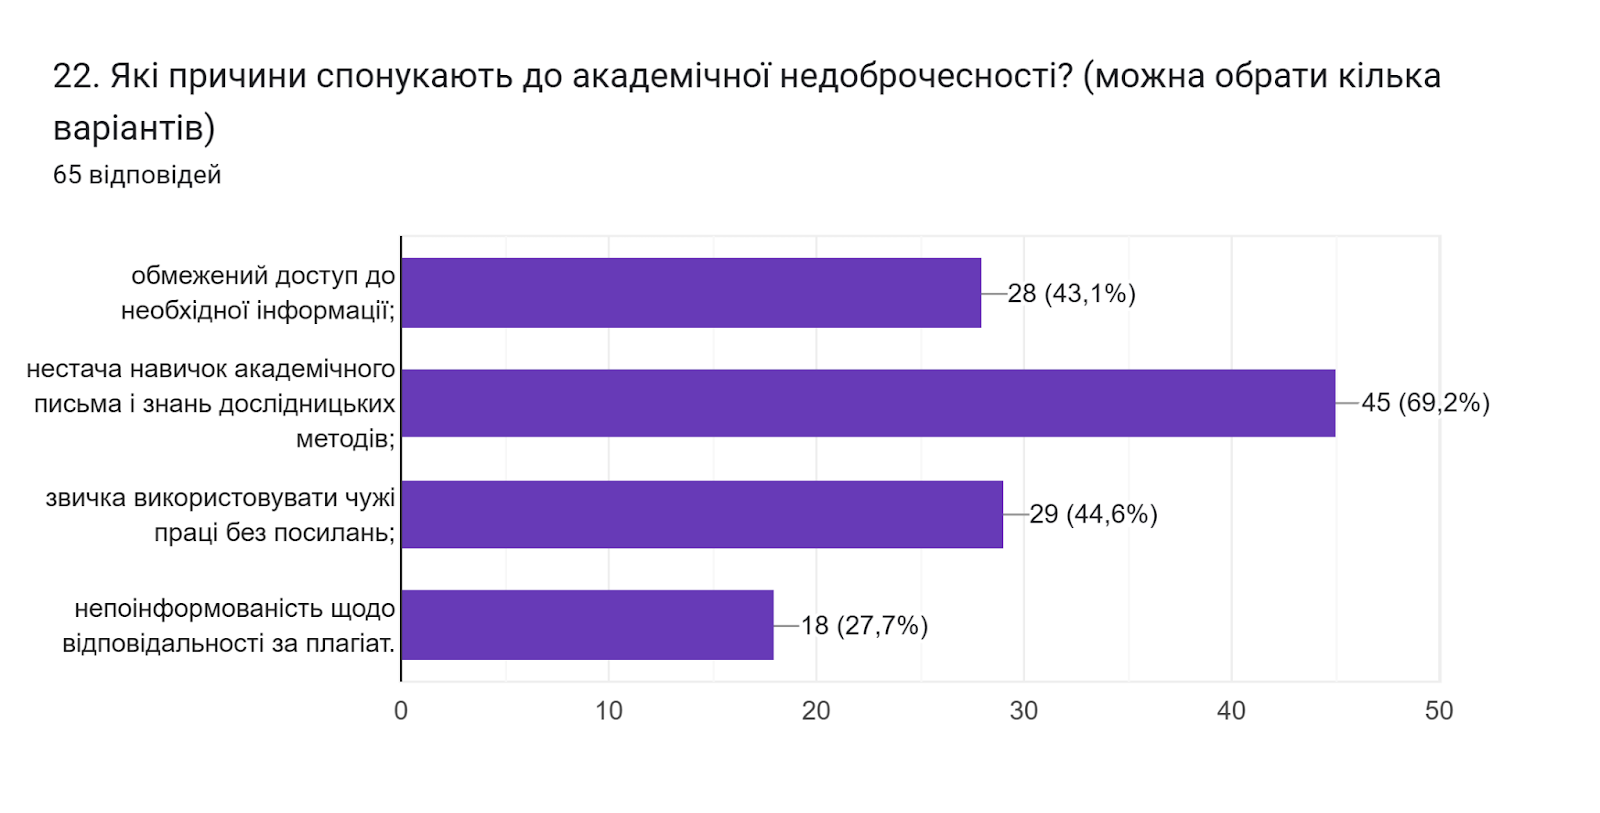 22. Які причини спонукають до академічної недоброчесності? (можна обрати кілька
варіантів)
65 відповідей
обмежений доступ до
необхідної інформації;
28 (43,1%)
нестача навичок академічного
письма і знань дослідницьких
методів;
45 (69,2%)
звичка використовувати чужі
праці без посилань;
29 (44,6%)
непоінформованість щодо
відповідальності за плагіат.
18 (27,7%)
0 10 20 30 40 50